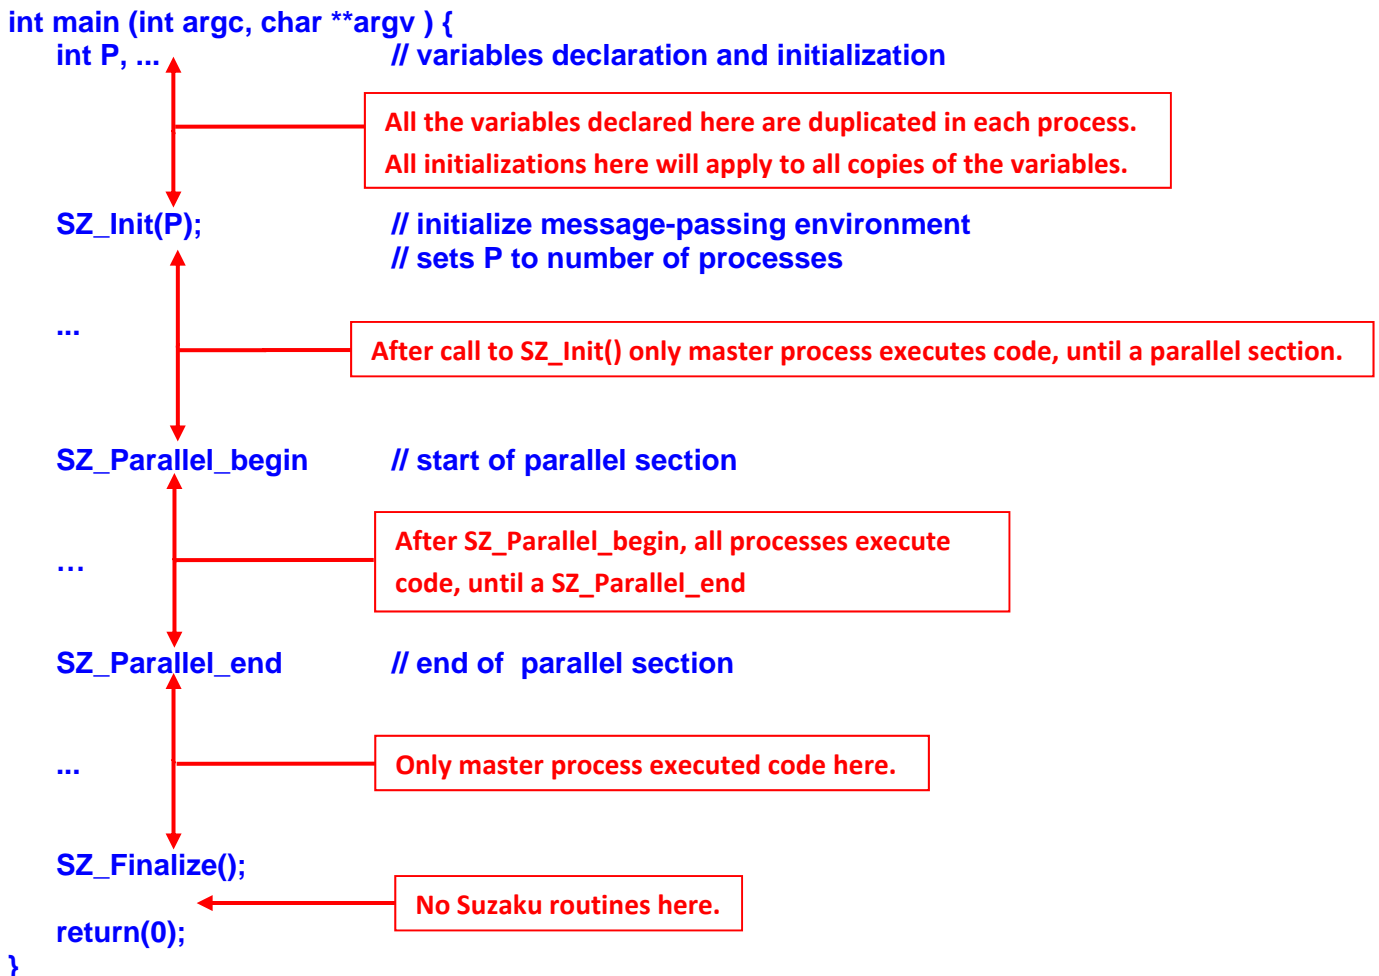 int main (int argc, char **argv ) {
int P, ... // variables declaration and initialization
All the variables declared here are duplicated in each process.
All initializations here will apply to all copies of the variables.
SZ_Init(P); // initialize message-passing environment
// sets P to number of processes
...
After call to SZ_Init() only master process executes code, until a parallel section.
SZ_Parallel_begin // start of parallel section
After SZ_Parallel_begin, all processes execute
code, until a SZ_Parallel_end
...
SZ_Parallel_end // end of  parallel section
...
Only master process executed code here.
SZ_Finalize();
No Suzaku routines here.
return(0);
}